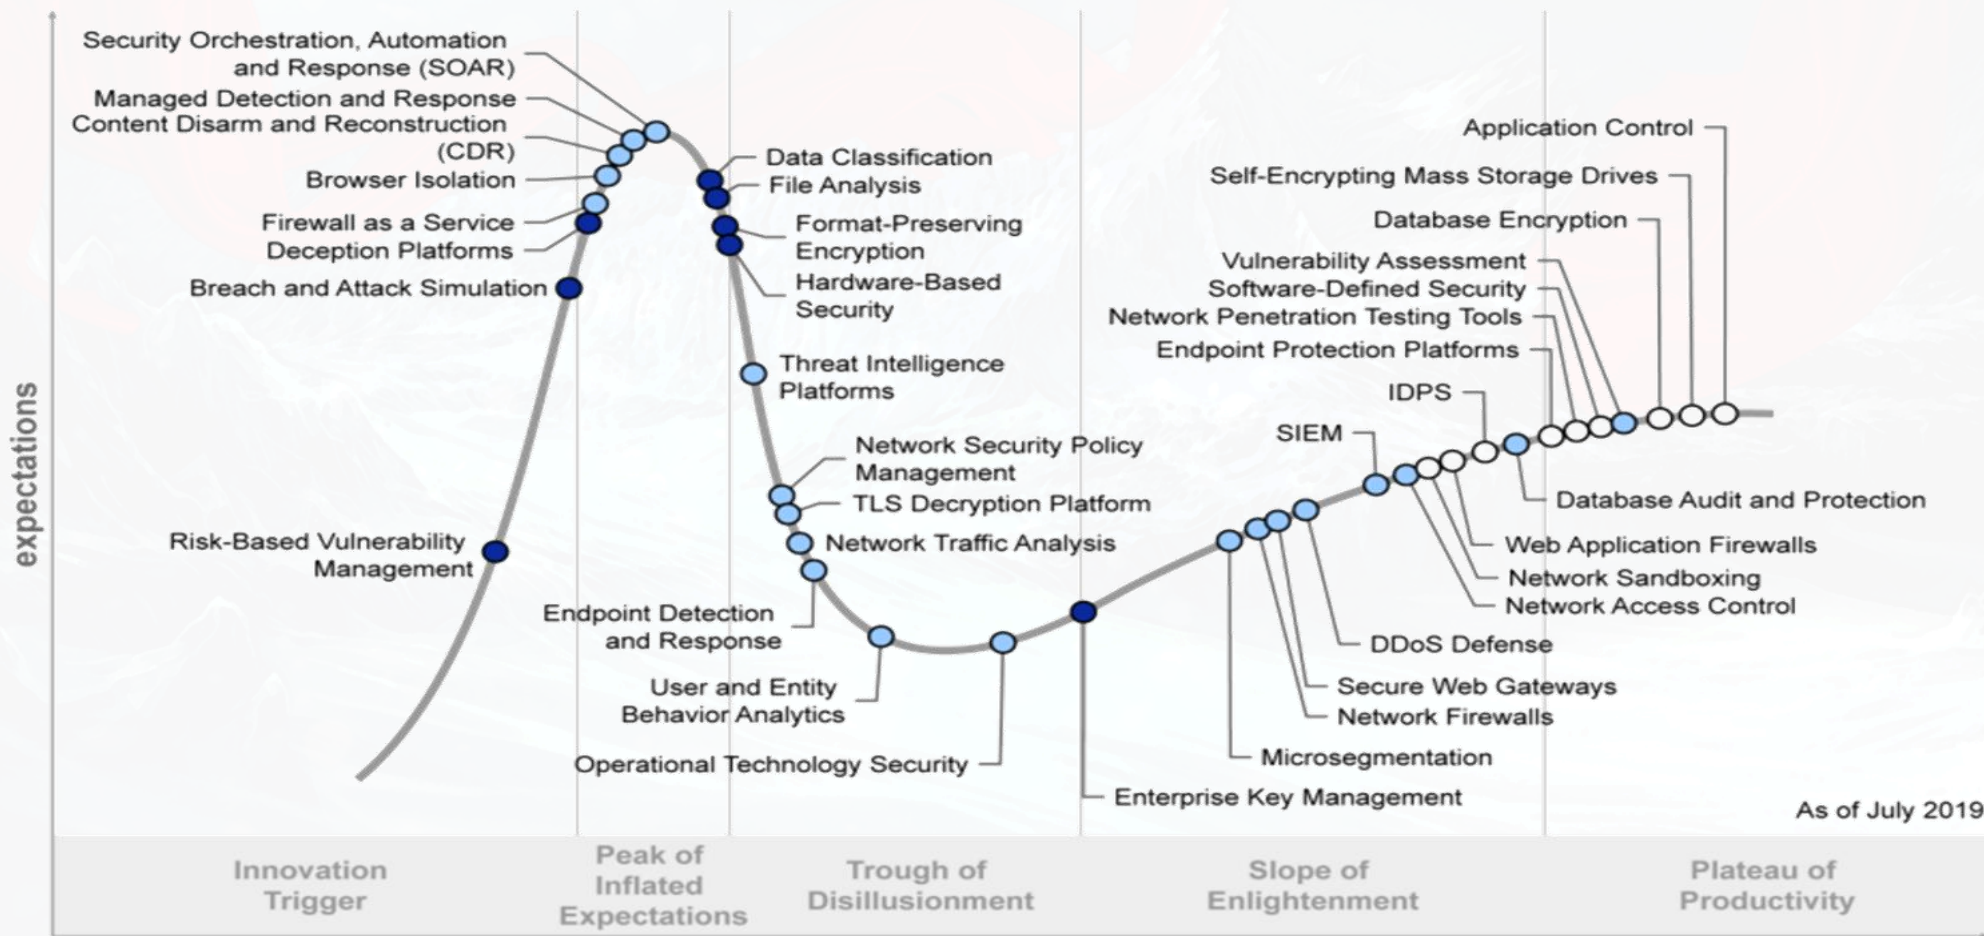 expectations
Security Orchestration, Automation
and Response (SOAR)
Managed Detection and Response
Content Disarm and Reconstruction
(CDR)
Browser Isolation
Firewall as a Service
Deception Platforms
Breach and Attack Simulation
Risk-Based Vulnerability
Management
Data Classification
File Analysis
Format-Preserving
Encryption
Hardware-Based
Security
Threat Intelligence
Platforms
Network Security Policy
Management
TLS Decryption Platform
Network Traffic Analysis
Endpoint Detection
and Response
User and Entity
Behavior Analytics
Operational Technology Security
Enterprise Key Management
Microsegmentation
Network Firewalls
Secure Web Gateways
DDoS Defense
SIEM
Network Access Control
Network Sandboxing
Web Application Firewalls
IDPS
Database Audit and Protection
Endpoint Protection Platforms
Network Penetration Testing Tools
Software-Defined Security
Vulnerability Assessment
Database Encryption
Self-Encrypting Mass Storage Drives
Application Control
As of July 2019
Innovation
Trigger
Peak of
Inflated
Expectations
Trough of
Disillusionment
Slope of
Enlightenment
Plateau of
Productivity